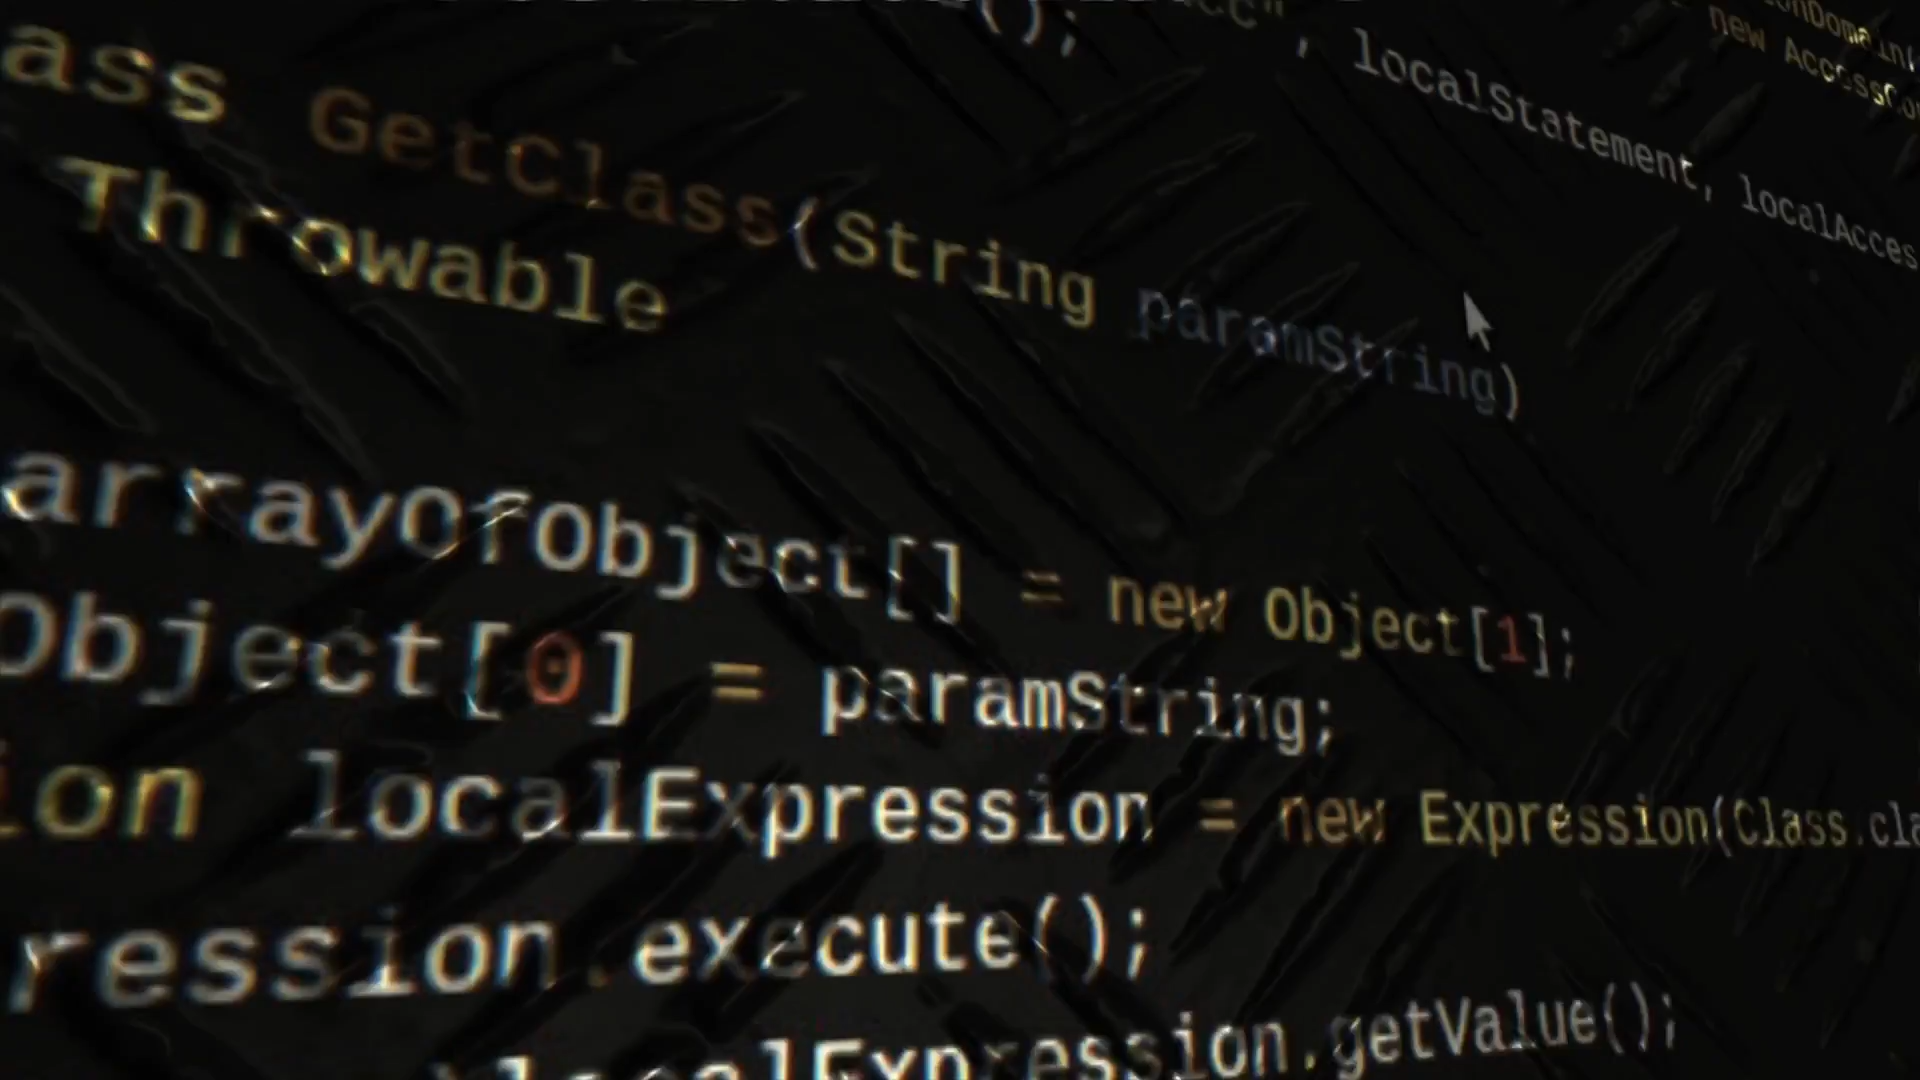 ();
", localStatement, localAcces
new AccessCo
ass GetClass(String paramString)
Throwable
arrayOfObject[] = new Object[1];
Object[0] = paramString;
ion localExpression = new Expression(Class.cla
ression.execute();
localExpression.getValue();